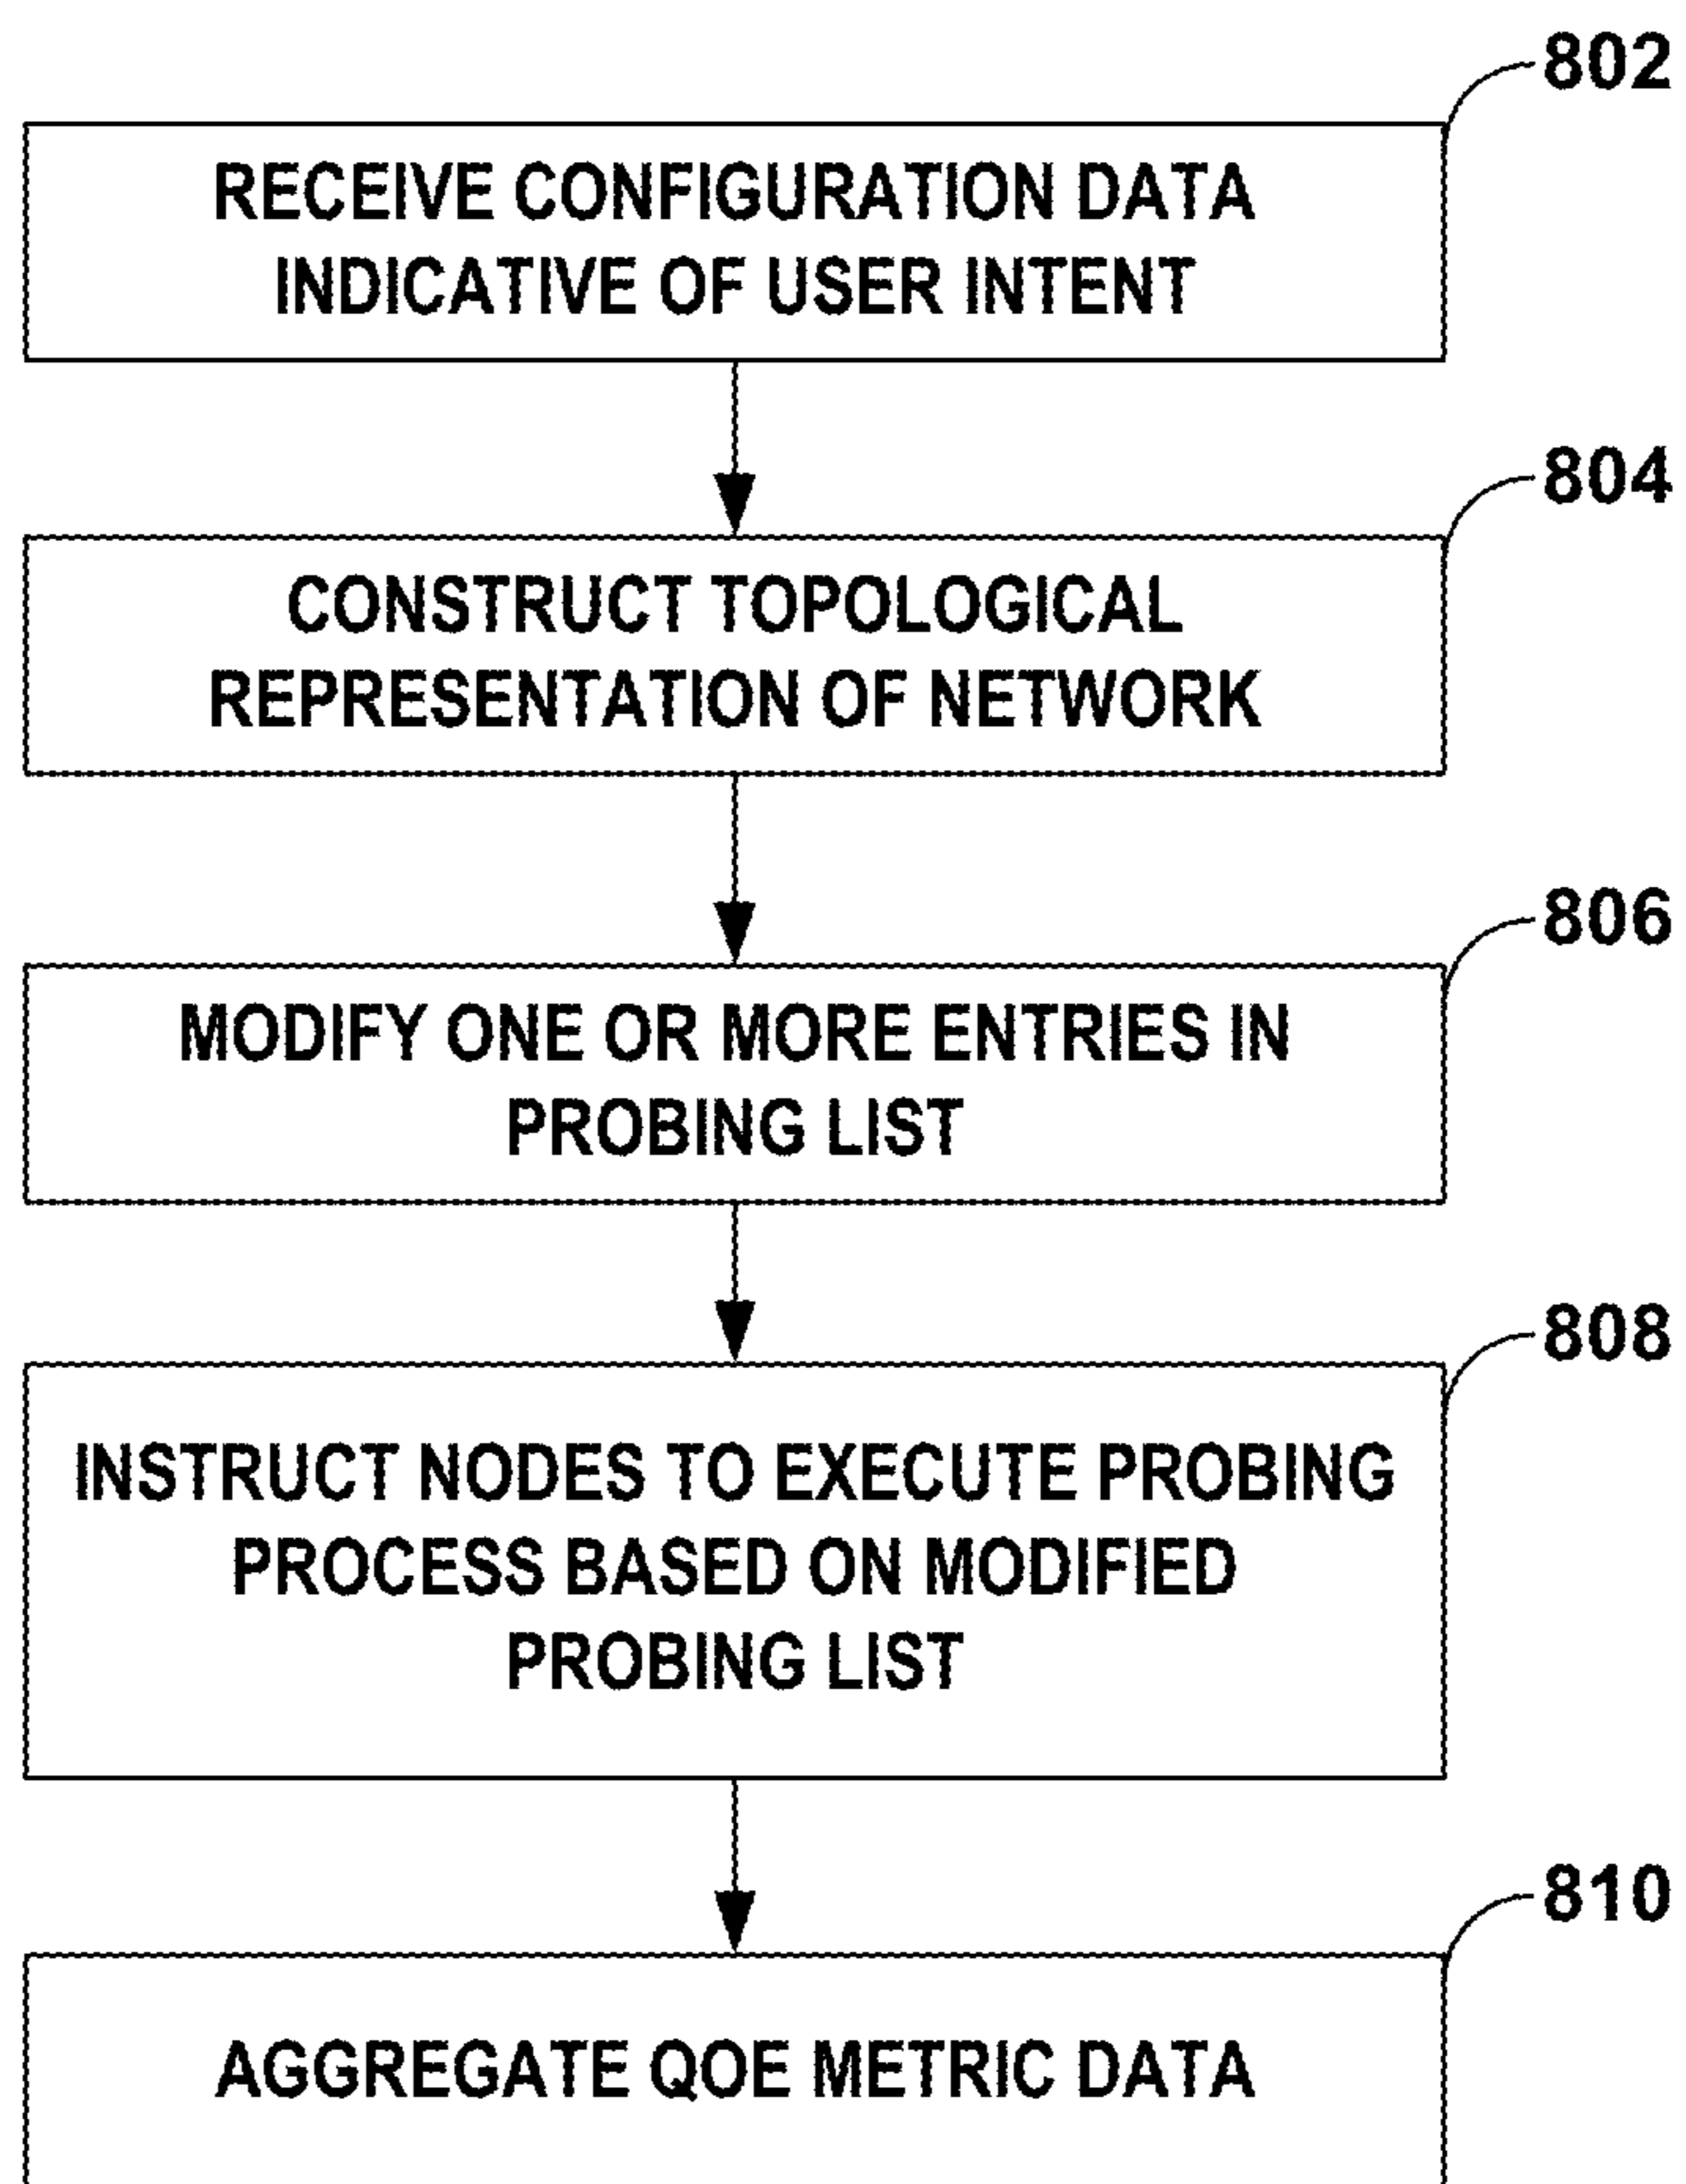 802
RECEIVE CONFIGURATION DATA
INDICATIVE OF USER INTENT
804
CONSTRUCT TOPOLOGICAL
REPRESENTATION OF NETWORK
806
MODIFY ONE OR MORE ENTRIES IN
PROBING LIST
808
INSTRUCT NODES TO EXECUTE PROBING
PROCESS BASED ON MODIFIED
PROBING LIST
810
AGGREGATE QOE METRIC DATA